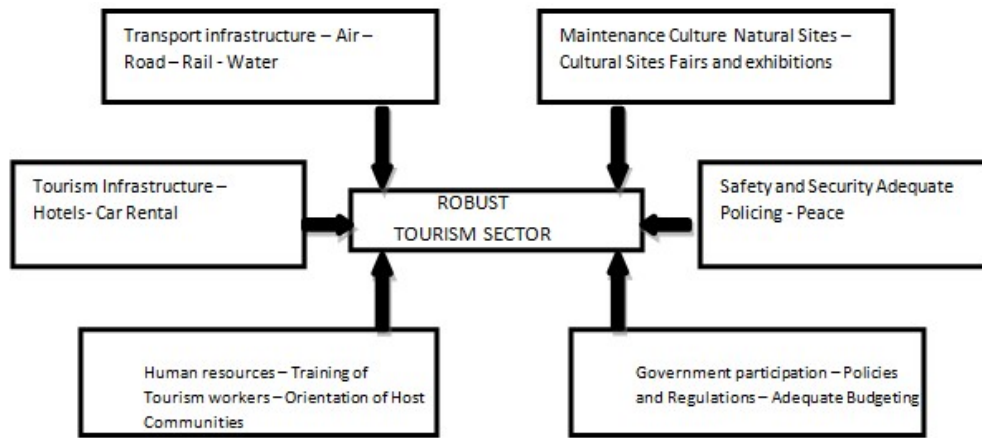 Transport infrastructure – Air –
Road – Rail - Water
Maintenance Culture Natural Sites –
Cultural Sites Fairs and exhibitions
Tourism Infrastructure –
Hotels- Car Rental
ROBUST
TOURISM SECTOR
Safety and Security Adequate
Policing - Peace
Human resources – Training of
Tourism workers – Orientation of Host
Communities
Government participation – Policies
and Regulations – Adequate Budgeting